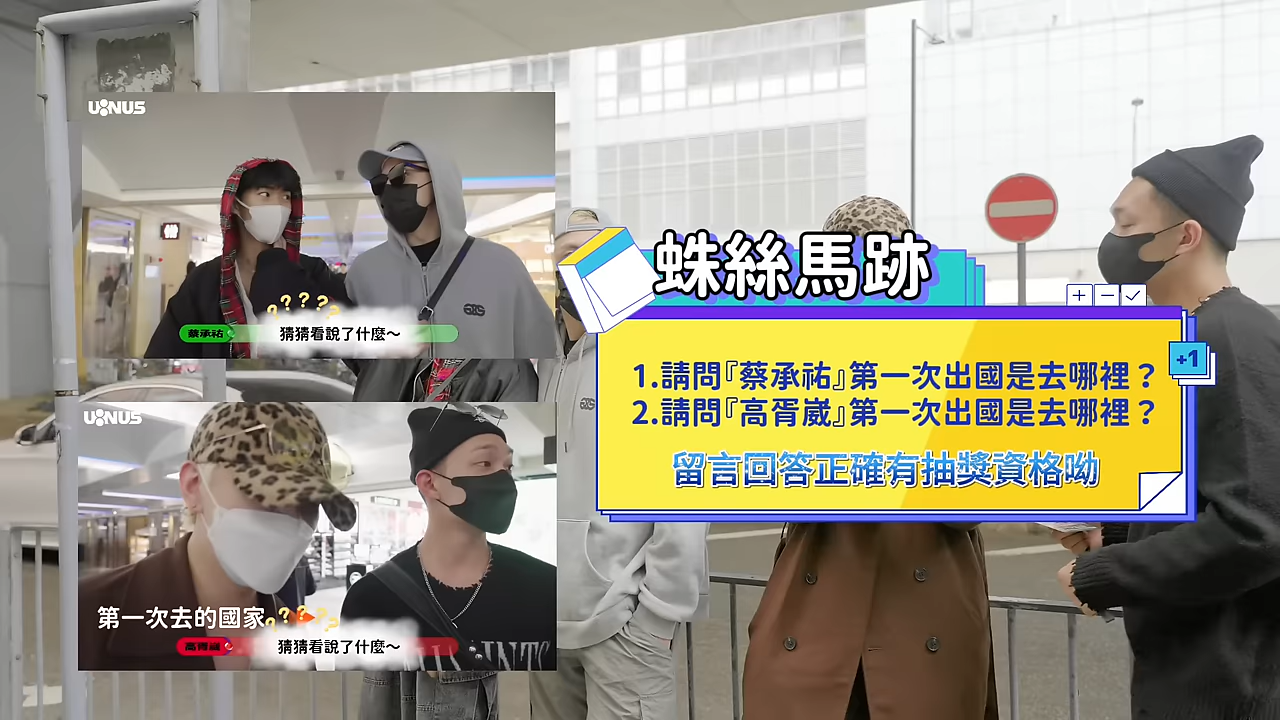 UNUS
???
蔡承祐
猜猜看說了什麼～
UNUS
第一次去的國家???
高胥崴
猜猜看說了什麼～
蛛絲馬跡
+1
1.請問『蔡承祐』第一次出國是去哪裡？
2.請問『高胥崴』第一次出國是去哪裡？
留言回答正確有抽獎資格呦